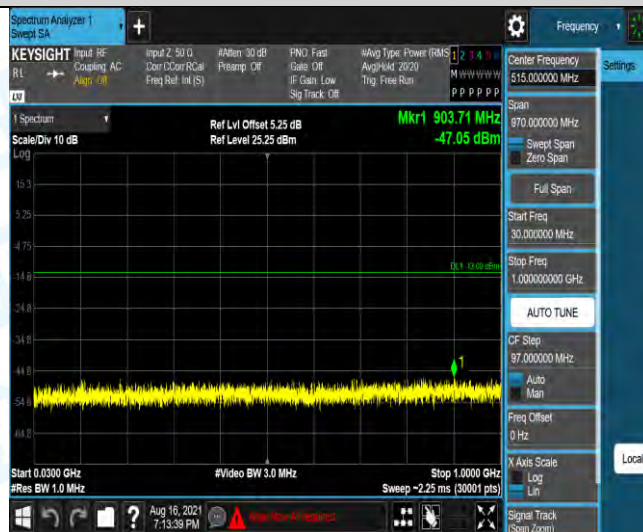 Spectrum Analyzer 1
Swept SA
+
Frequency
KEYSIGHT
Input: RF
Coupling: AC
Align: Off
Input Z: 50 Ω
Corr CCorr RCal
Freq Ref: Int (S)
#Atten: 30 dB
Preamp: Off
PNO: Fast
Gate: Off
IF Gain: Low
Sig Track: Off
#Avg Type: Power (RMS
Avg|Hold: 20/20
Trig: Free Run
1 2 3 4 5 6
M W W W W W
P P P P P P
RL
LXI
1 Spectrum
Scale/Div 10 dB
Log
Ref Lvl Offset 5.25 dB
Ref Level 25.25 dBm
Mkr1 903.71 MHz
-47.05 dBm
15.3
5.25
-4.75
DL1 -13.00 dBm
-14.8
-24.8
-34.8
-44.8
1
-54.8
-64.8
Start 0.0300 GHz
#Res BW 1.0 MHz
#Video BW 3.0 MHz
Stop 1.0000 GHz
Sweep ~2.25 ms (30001 pts)
Aug 16, 2021
7:13:39 PM
?
Center Frequency
515.000000 MHz
Settings
Span
970.000000 MHz
Swept Span
Zero Span
Full Span
Start Freq
30.000000 MHz
Stop Freq
1.000000000 GHz
AUTO TUNE
CF Step
97.000000 MHz
Auto
Man
Freq Offset
0 Hz
X Axis Scale
Log
Lin
Local
Signal Track
(Span Zoom)